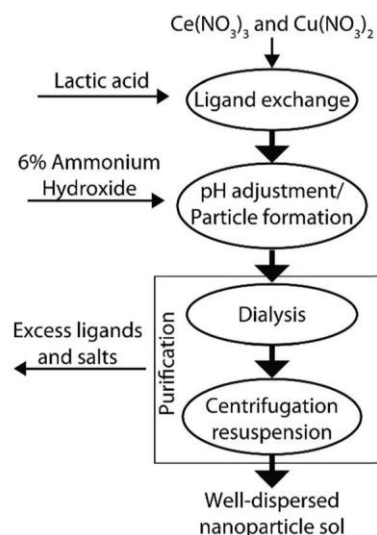 Ce(NO₃)₃ and Cu(NO₃)₂
Lactic acid
Ligand exchange
6% Ammonium
Hydroxide
pH adjustment/
Particle formation
Dialysis
Excess ligands
and salts
Purification
Centrifugation
resuspension
Well-dispersed
nanoparticle sol